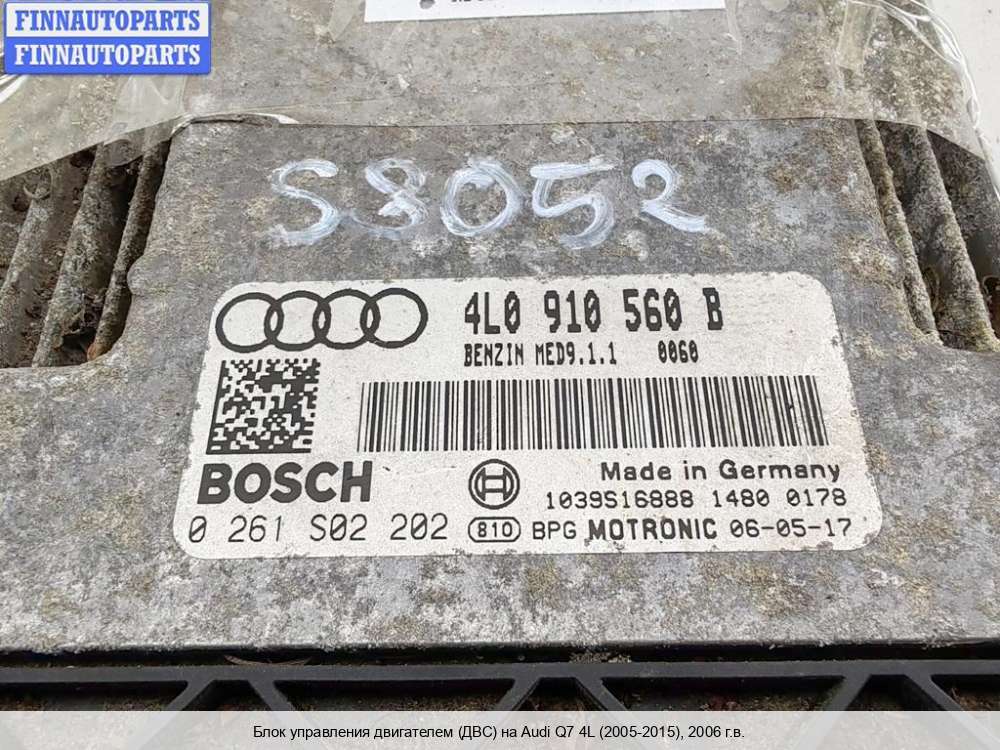 FINNAUTOPARTS
FINNAUTOPARTS
S8052
4L0 910 560 B
BENZIN MED9.1.1 0060
BOSCH
Made in Germany
1039S16888 1480 0178
0 261 S02 202 810 BPG MOTRONIC 06-05-17
Блок управления двигателем (ДВС) на Audi Q7 4L (2005-2015), 2006 г.в.